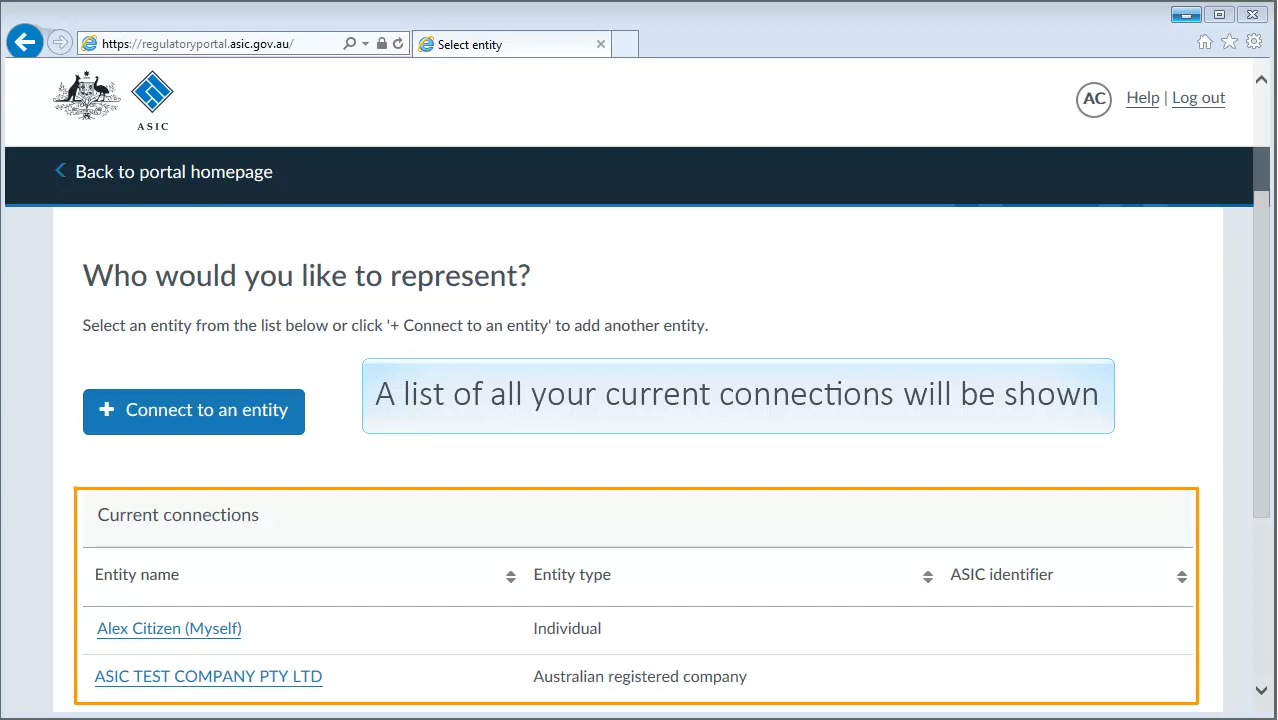 https://regulatoryportal.asic.gov.au/
Select entity
ASIC
AC
Help | Log out
Back to portal homepage
Who would you like to represent?
Select an entity from the list below or click '+ Connect to an entity' to add another entity.
+ Connect to an entity
A list of all your current connections will be shown
Current connections
Entity name Entity type ASIC identifier
Alex Citizen (Myself) Individual
ASIC TEST COMPANY PTY LTD Australian registered company